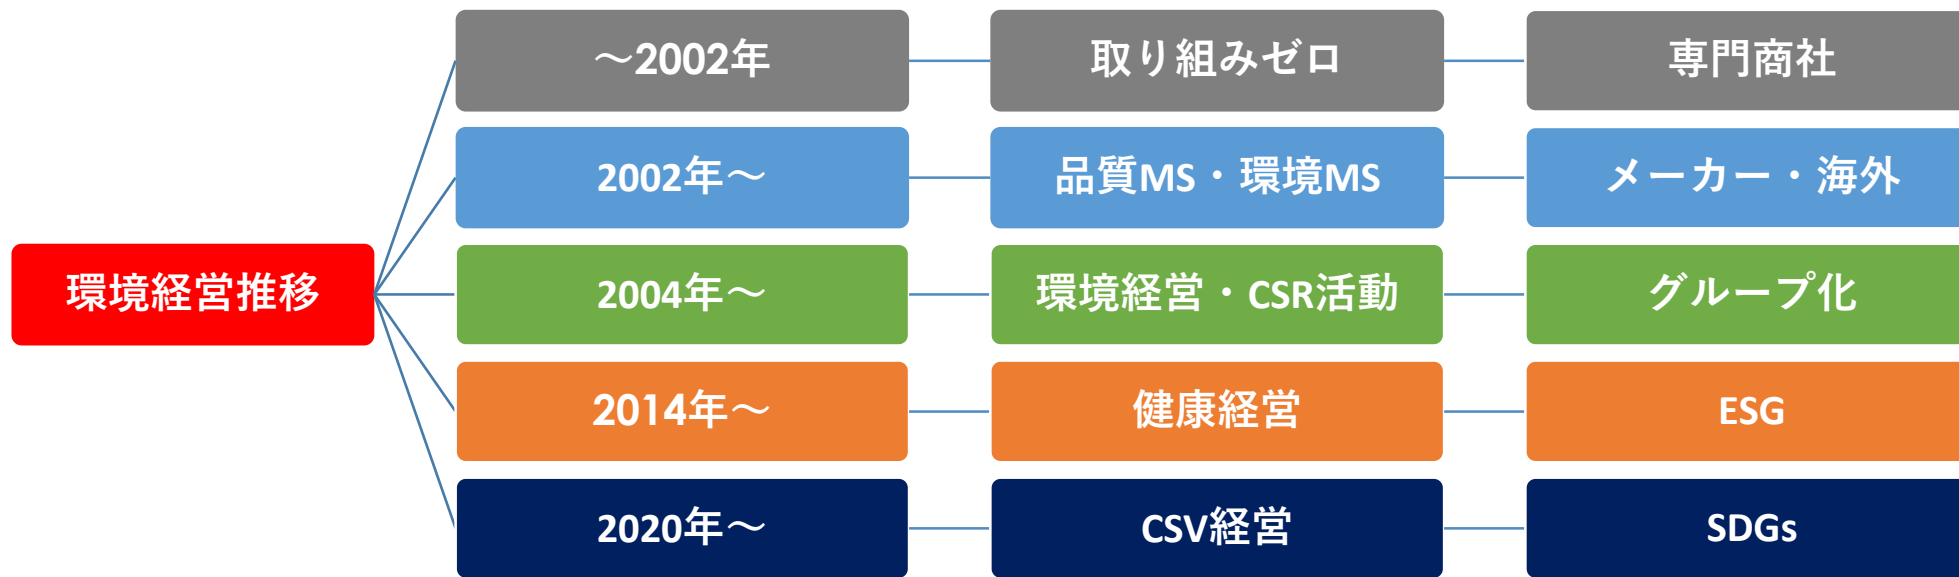 環境経営推移
～2002年
取り組みゼロ
専門商社
2002年～
品質MS・環境MS
メーカー・海外
2004年～
環境経営・CSR活動
グループ化
2014年～
健康経営
ESG
2020年～
CSV経営
SDGs